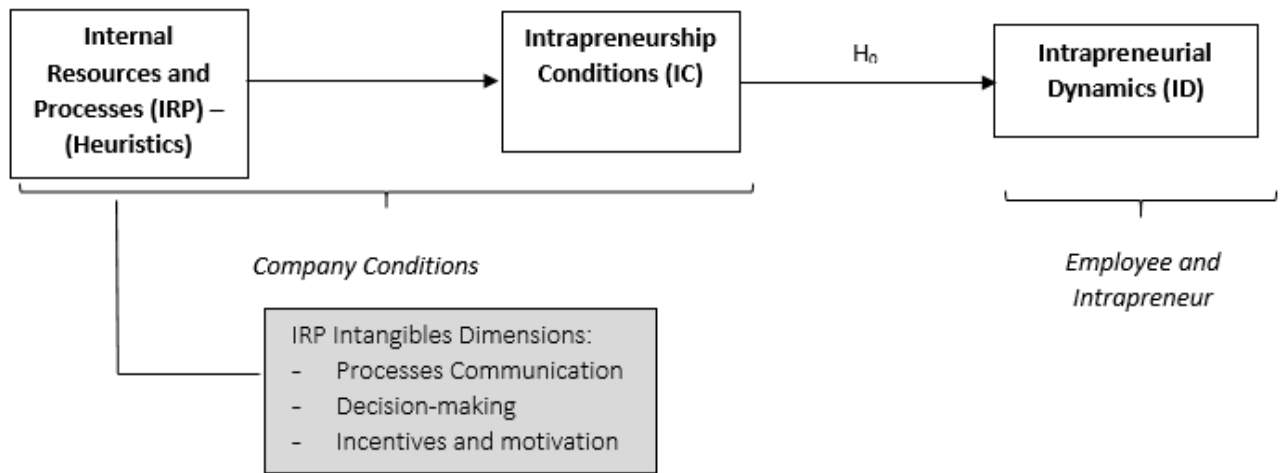 Internal
Resources and
Processes (IRP) –
(Heuristics)
Intrapreneurship
Conditions (IC)
H₀
Intrapreneurial
Dynamics (ID)
Company Conditions
Employee and
Intrapreneur
IRP Intangibles Dimensions:
- Processes Communication
- Decision-making
- Incentives and motivation